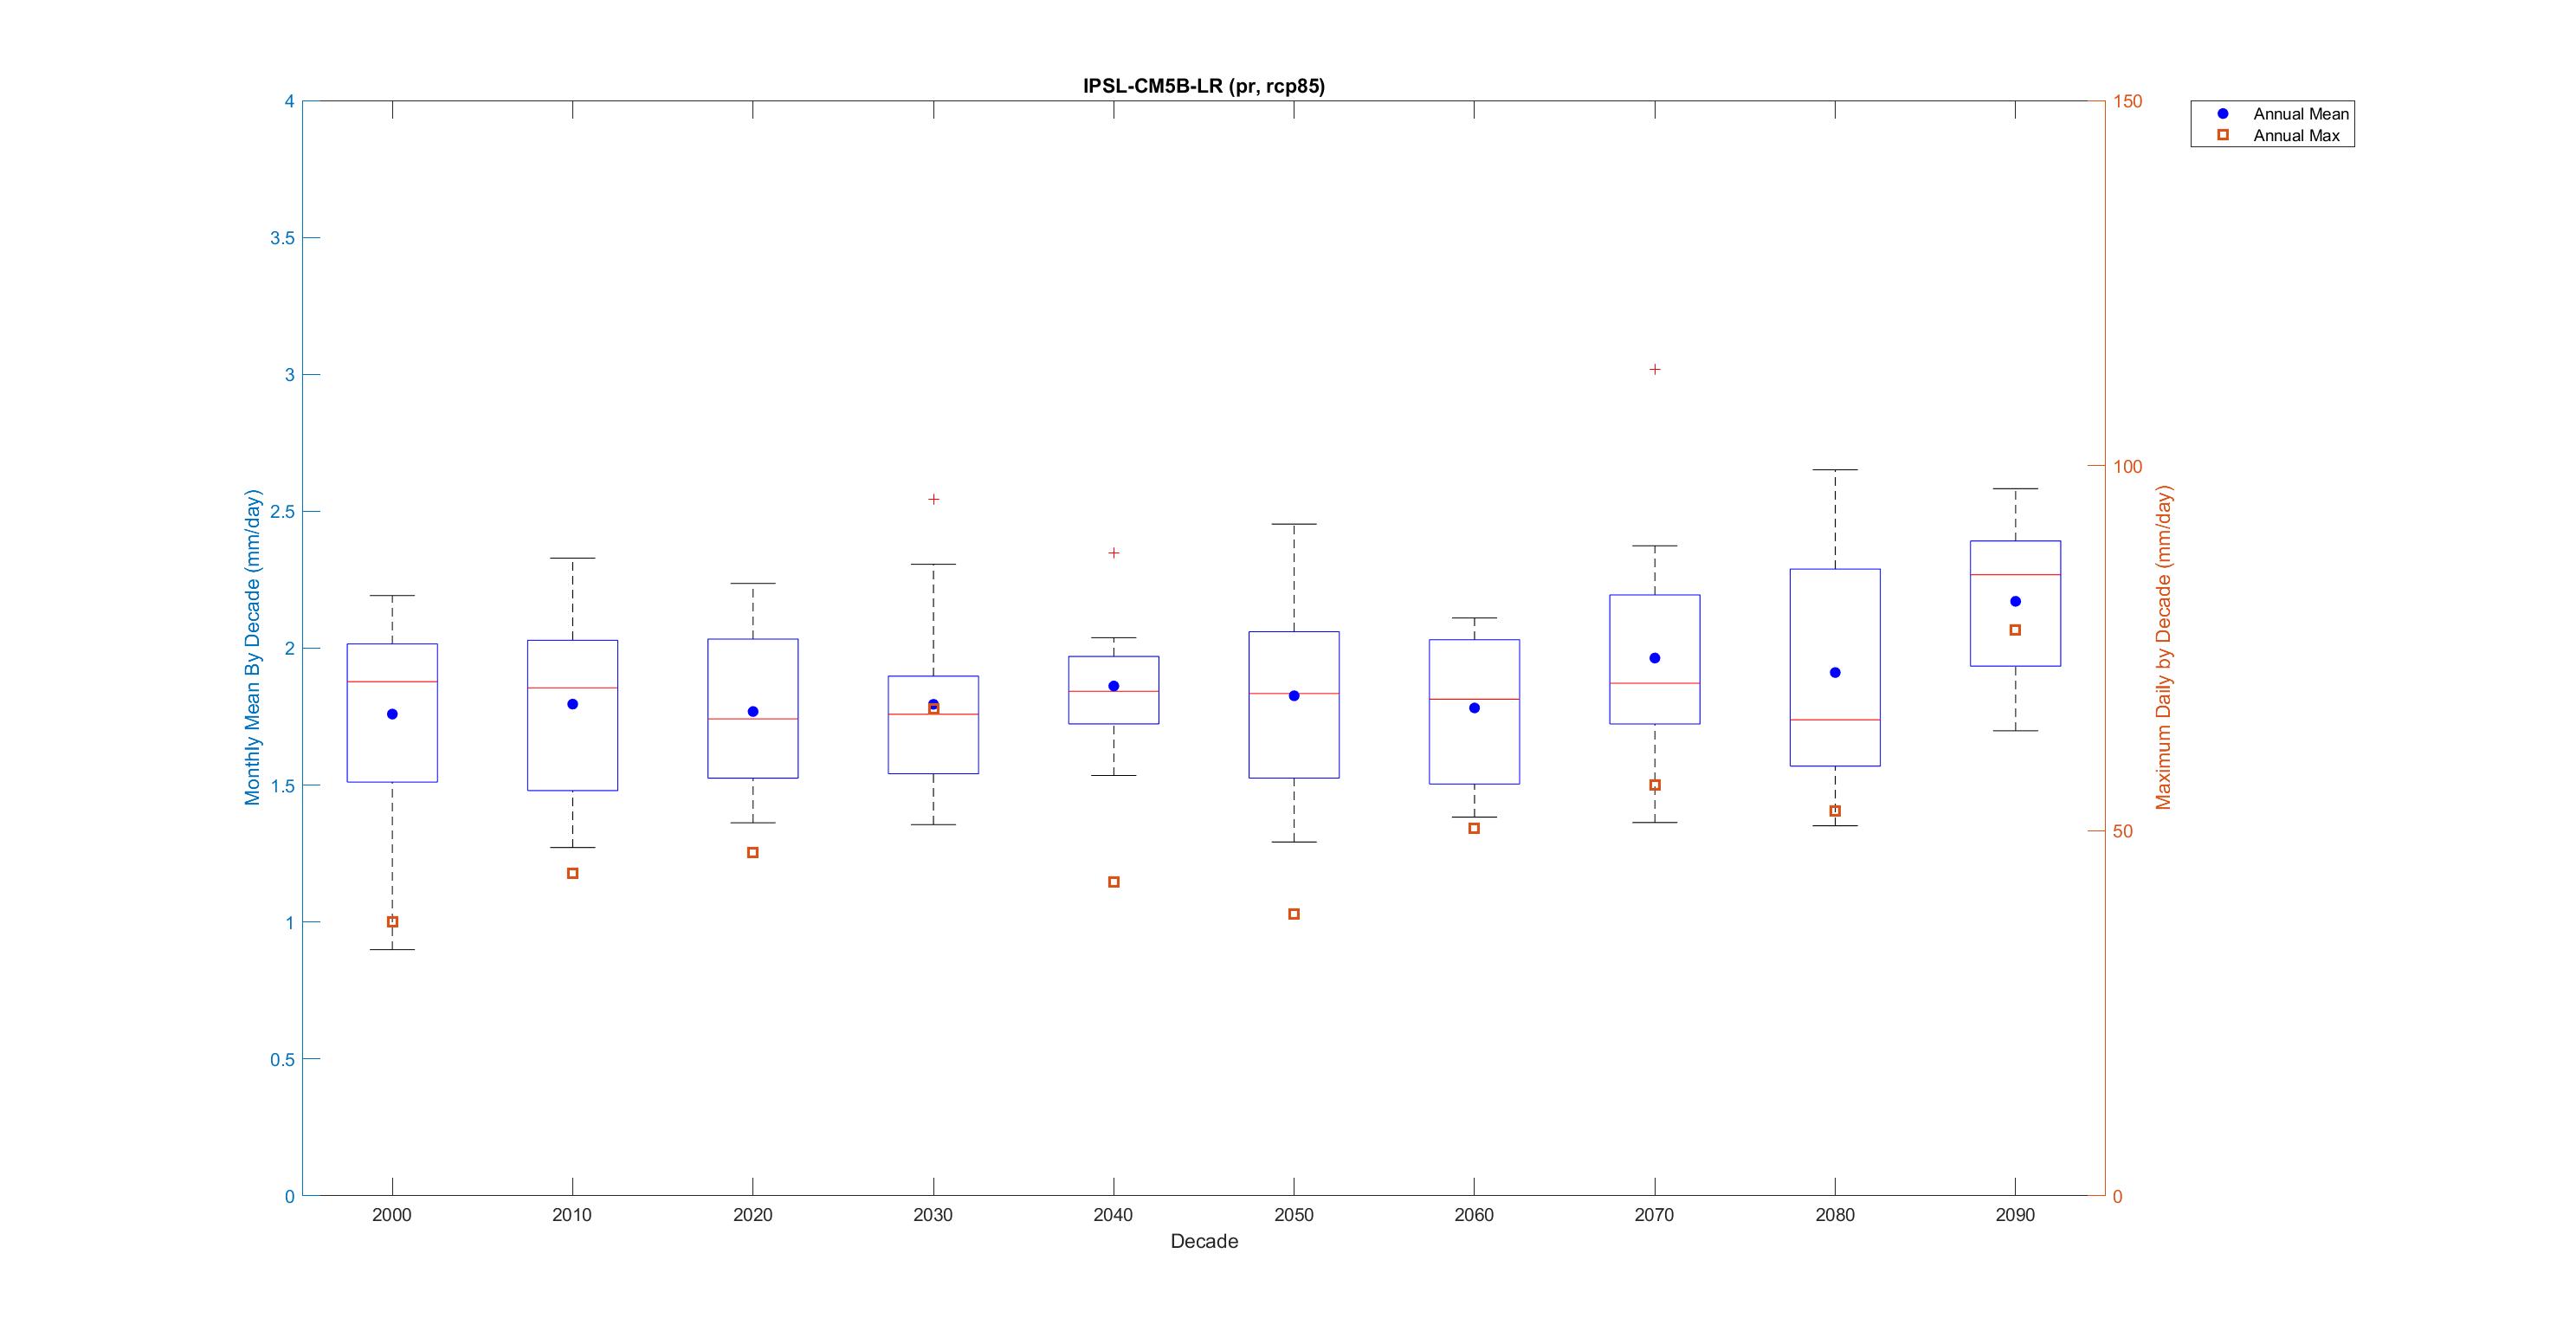 IPSL-CM5B-LR (pr, rcp85)
Annual Mean
Annual Max
Monthly Mean By Decade (mm/day)
4
3.5
3
2.5
2
1.5
1
0.5
0
Maximum Daily by Decade (mm/day)
150
100
50
0
2000 2010 2020 2030 2040 2050 2060 2070 2080 2090
Decade